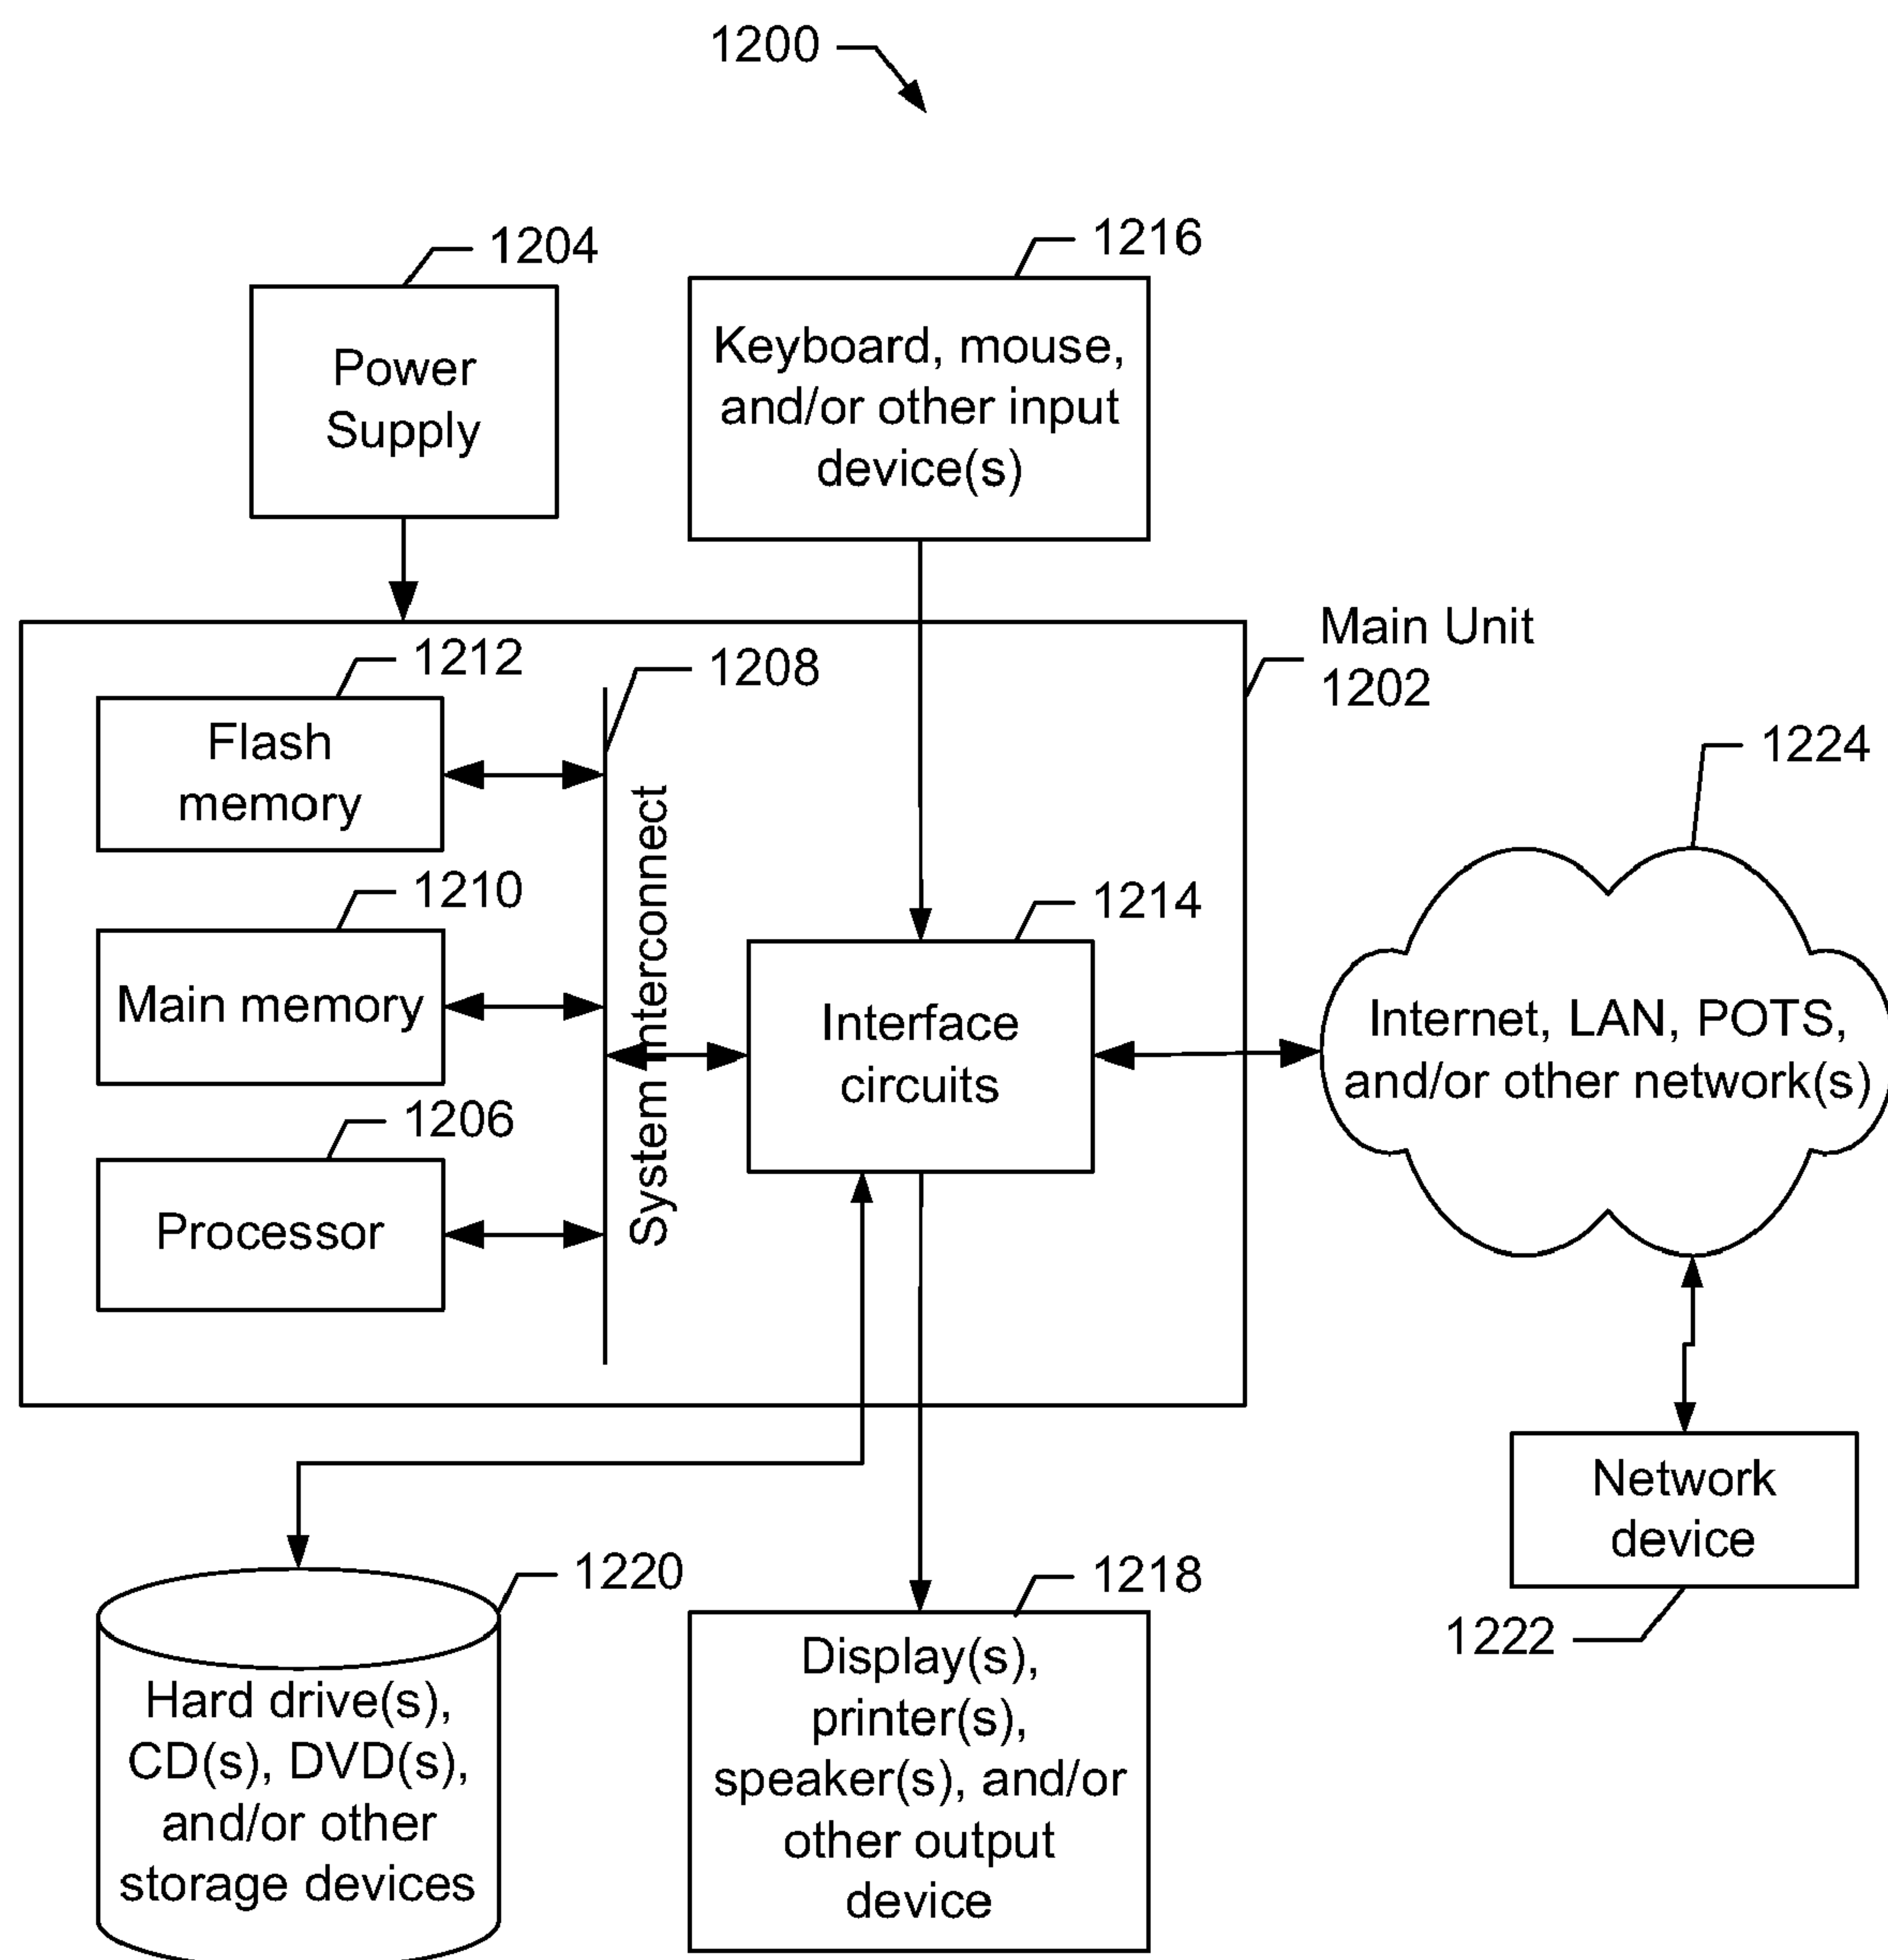 1200
1204
1216
Power
Supply
Keyboard, mouse,
and/or other input
device(s)
Main Unit
1202
1212
1208
Flash
memory
1224
System Interconnect
1210
1214
Main memory
Interface
circuits
Internet, LAN, POTS,
and/or other network(s)
1206
Processor
Network
device
1222
1220
1218
Hard drive(s),
CD(s), DVD(s),
and/or other
storage devices
Display(s),
printer(s),
speaker(s), and/or
other output
device